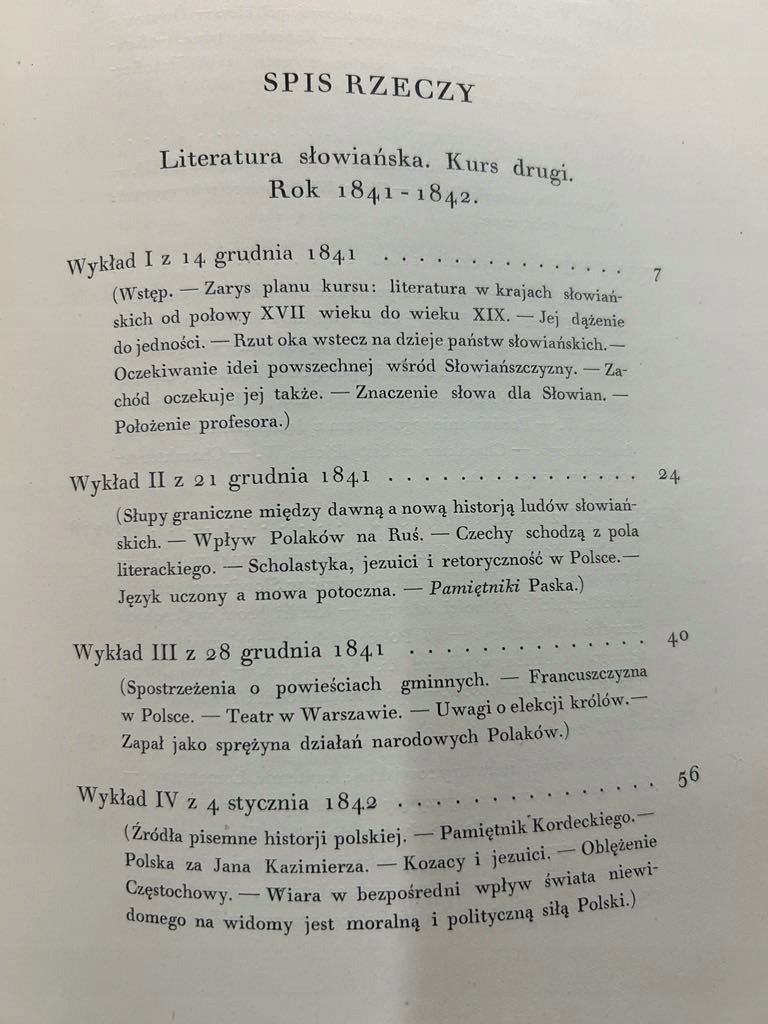 SPIS RZECZY
Literatura słowiańska. Kurs drugi.
Rok 1841-1842.
Wykład I z 14 grudnia 1841 . . . . . . . . . . . . . . . 7
(Wstęp. — Zarys planu kursu: literatura w krajach słowiań-
skich od połowy XVII wieku do wieku XIX. — Jej dążenie
do jedności. — Rzut oka wstecz na dzieje państw słowiańskich.—
Oczekiwanie idei powszechnej wśród Słowiańszczyzny. — Za-
chód oczekuje jej także. — Znaczenie słowa dla Słowian. —
Położenie profesora.)
Wykład II z 21 grudnia 1841 . . . . . . . . . . . . . . . 24
(Słupy graniczne między dawną a nową historją ludów słowiań-
skich. — Wpływ Polaków na Ruś. — Czechy schodzą z pola
literackiego. — Scholastyka, jezuici i retoryczność w Polsce.—
Język uczony a mowa potoczna. — Pamiętniki Paska.)
Wykład III z 28 grudnia 1841 . . . . . . . . . . . . . . 40
(Spostrzeżenia o powieściach gminnych. — Francuszczyzna
w Polsce. — Teatr w Warszawie. — Uwagi o elekcji królów.—
Zapał jako sprężyna działań narodowych Polaków.)
Wykład IV z 4 stycznia 1842 . . . . . . . . . . . . . . 56
(Źródła pisemne historji polskiej. — Pamiętnik Kordeckiego.—
Polska za Jana Kazimierza. — Kozacy i jezuici. — Oblężenie
Częstochowy. — Wiara w bezpośredni wpływ świata niewi-
domego na widomy jest moralną i polityczną siłą Polski.)